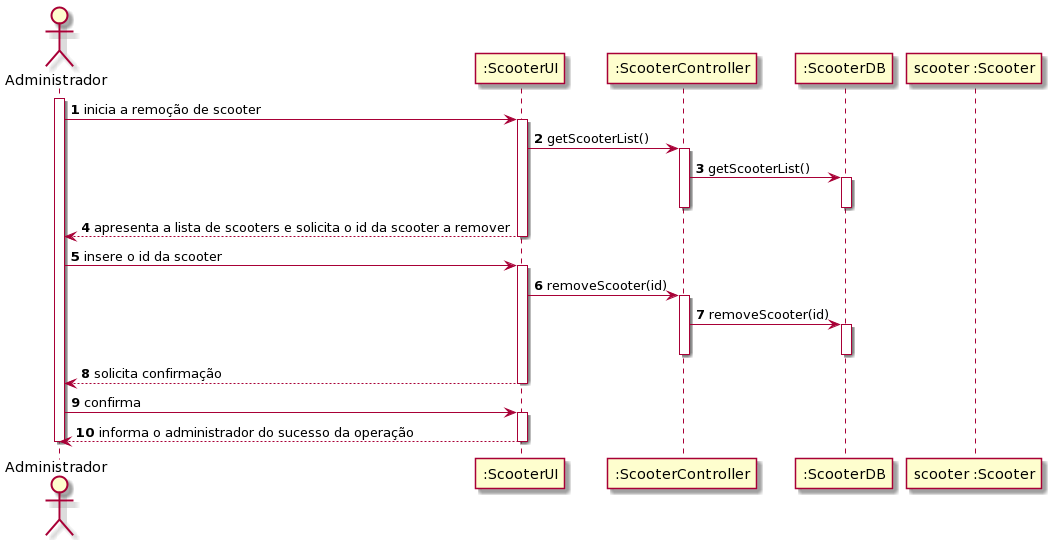 Administrador
:ScooterUI
:ScooterController
:ScooterDB
scooter :Scooter
1 inicia a remoção de scooter
2 getScooterList()
3 getScooterList()
4 apresenta a lista de scooters e solicita o id da scooter a remover
5 insere o id da scooter
6 removeScooter(id)
7 removeScooter(id)
8 solicita confirmação
9 confirma
10 informa o administrador do sucesso da operação
Administrador
:ScooterUI
:ScooterController
:ScooterDB
scooter :Scooter